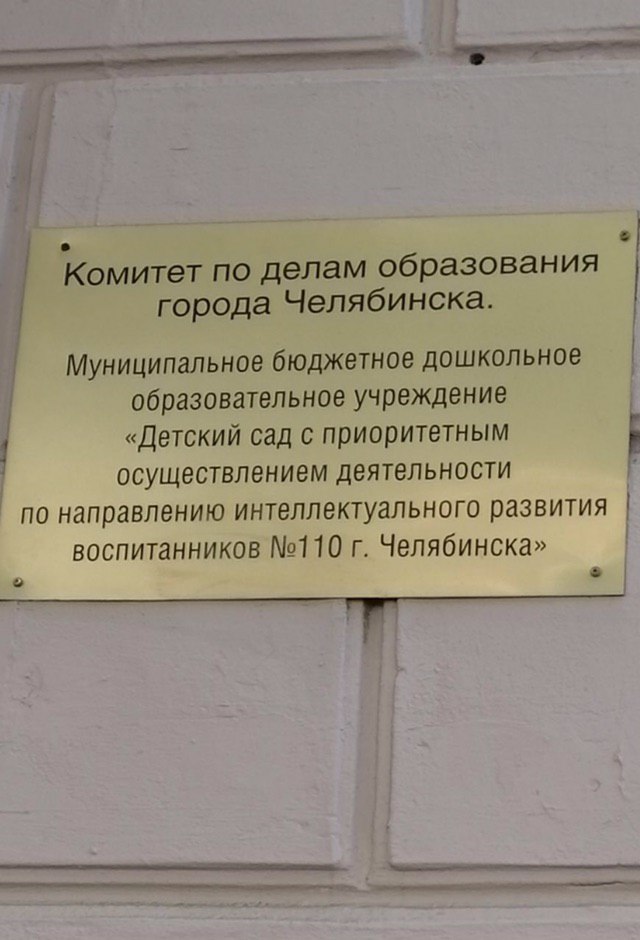 Комитет по делам образования
города Челябинска.
Муниципальное бюджетное дошкольное
образовательное учреждение
«Детский сад с приоритетным
осуществлением деятельности
по направлению интеллектуального развития
воспитанников №110 г. Челябинска»